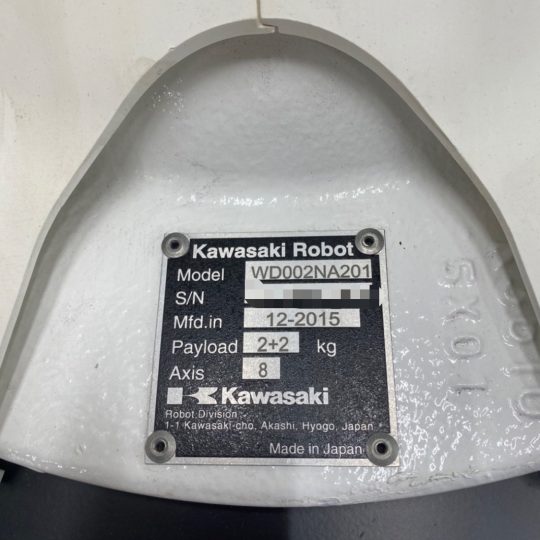 Kawasaki Robot
Model WD002NA201
S/N
Mfd.in 12-2015
Payload 2+2 kg
Axis 8
Kawasaki
Robot Division
1-1 Kawasaki-cho, Akashi, Hyogo, Japan
Made in Japan